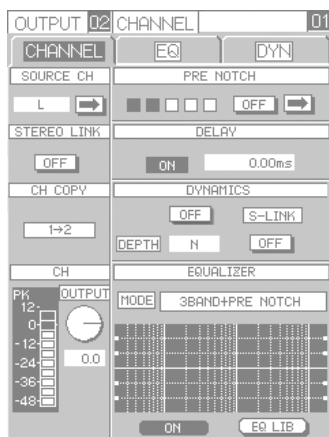 OUTPUT 02 CHANNEL 01
CHANNEL EQ DYN
SOURCE CH PRE NOTCH
L OFF
STEREO LINK DELAY
OFF ON 0.00ms
CH COPY DYNAMICS
OFF S-LINK
1→2
DEPTH N OFF
CH EQUALIZER
PK OUTPUT
MODE 3BAND+PRE NOTCH
12-
0-
-12-
-24- 0.0
-36-
-48-
ON EQ LIB